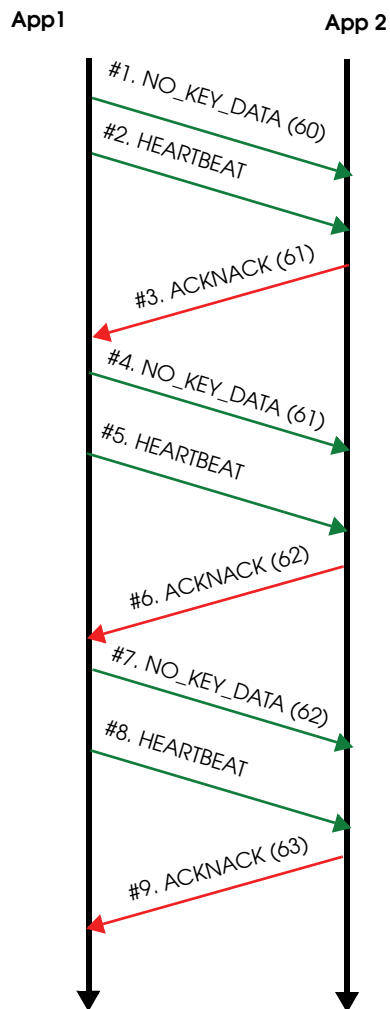 App1
App 2
#1. NO_KEY_DATA (60)
#2. HEARTBEAT
#3. ACKNACK (61)
#4. NO_KEY_DATA (61)
#5. HEARTBEAT
#6. ACKNACK (62)
#7. NO_KEY_DATA (62)
#8. HEARTBEAT
#9. ACKNACK (63)